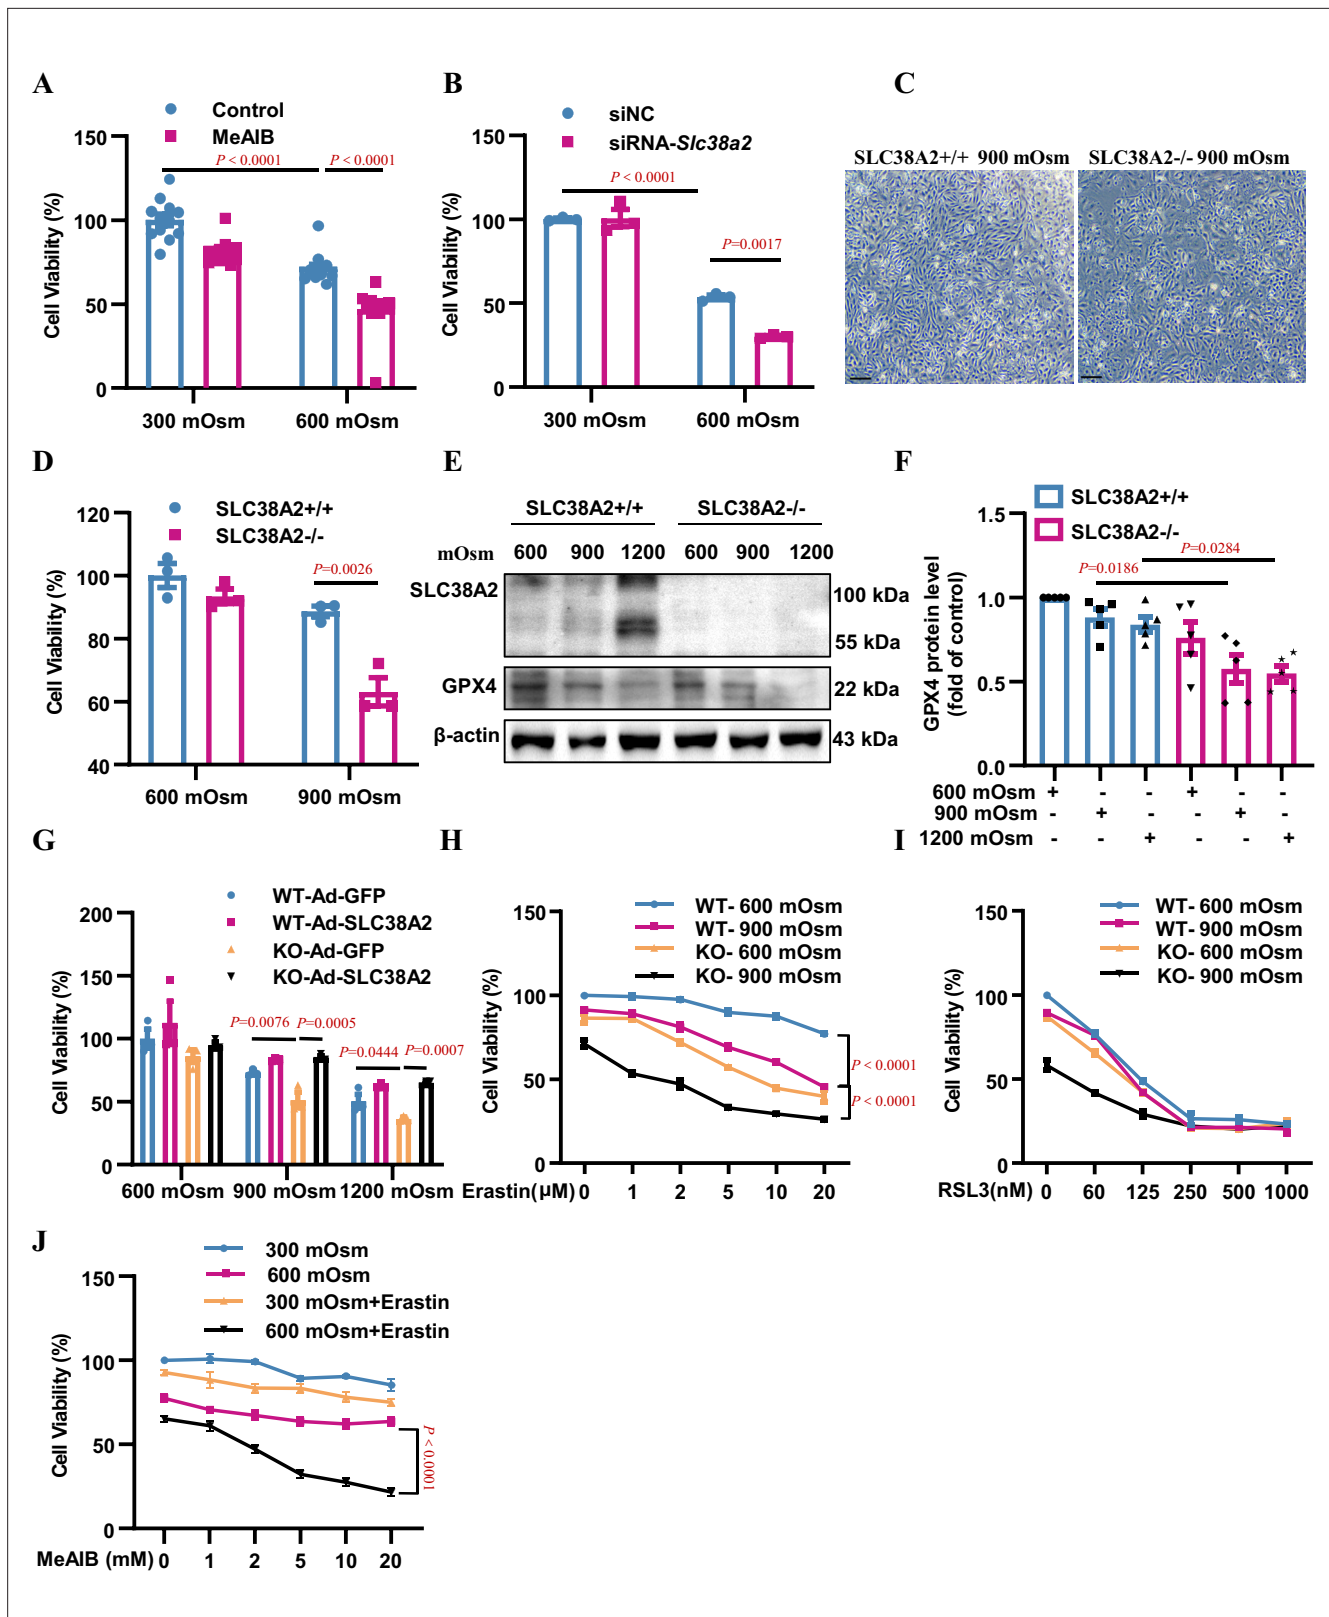 A
Control
MeAIB
Cell Viability (%)
150
100
50
0
P < 0.0001
P < 0.0001
300 mOsm
600 mOsm
B
siNC
siRNA-Slc38a2
Cell Viability (%)
150
100
50
0
P < 0.0001
P=0.0017
300 mOsm
600 mOsm
C
SLC38A2+/+ 900 mOsm
SLC38A2-/- 900 mOsm
D
SLC38A2+/+
SLC38A2-/-
Cell Viability (%)
120
100
80
60
40
P=0.0026
600 mOsm
900 mOsm
E
SLC38A2+/+
SLC38A2-/-
mOsm 600 900 1200 600 900 1200
SLC38A2
100 kDa
55 kDa
GPX4
22 kDa
β-actin
43 kDa
F
SLC38A2+/+
SLC38A2-/-
GPX4 protein level
(fold of control)
1.5
1.0
0.5
0.0
P=0.0284
P=0.0186
600 mOsm + - - + - -
900 mOsm - + - - + -
1200 mOsm - - + - - +
G
WT-Ad-GFP
WT-Ad-SLC38A2
KO-Ad-GFP
KO-Ad-SLC38A2
Cell Viability (%)
200
150
100
50
0
P=0.0076
P=0.0005
P=0.0444
P=0.0007
600 mOsm
900 mOsm
1200 mOsm
H
WT- 600 mOsm
WT- 900 mOsm
KO- 600 mOsm
KO- 900 mOsm
Cell Viability (%)
150
100
50
0
P < 0.0001
P < 0.0001
Erastin(μM) 0 1 2 5 10 20
I
WT- 600 mOsm
WT- 900 mOsm
KO- 600 mOsm
KO- 900 mOsm
Cell Viability (%)
150
100
50
0
RSL3(nM) 0 60 125 250 500 1000
J
300 mOsm
600 mOsm
300 mOsm+Erastin
600 mOsm+Erastin
Cell Viability (%)
150
100
50
0
P < 0.0001
MeAIB (mM) 0 1 2 5 10 20